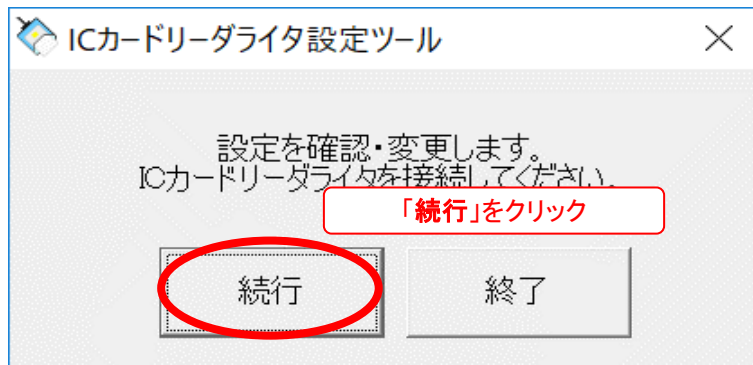 ICカードリーダライタ設定ツール
設定を確認・変更します。
ICカードリーダライタを接続してください。
「続行」をクリック
続行
終了